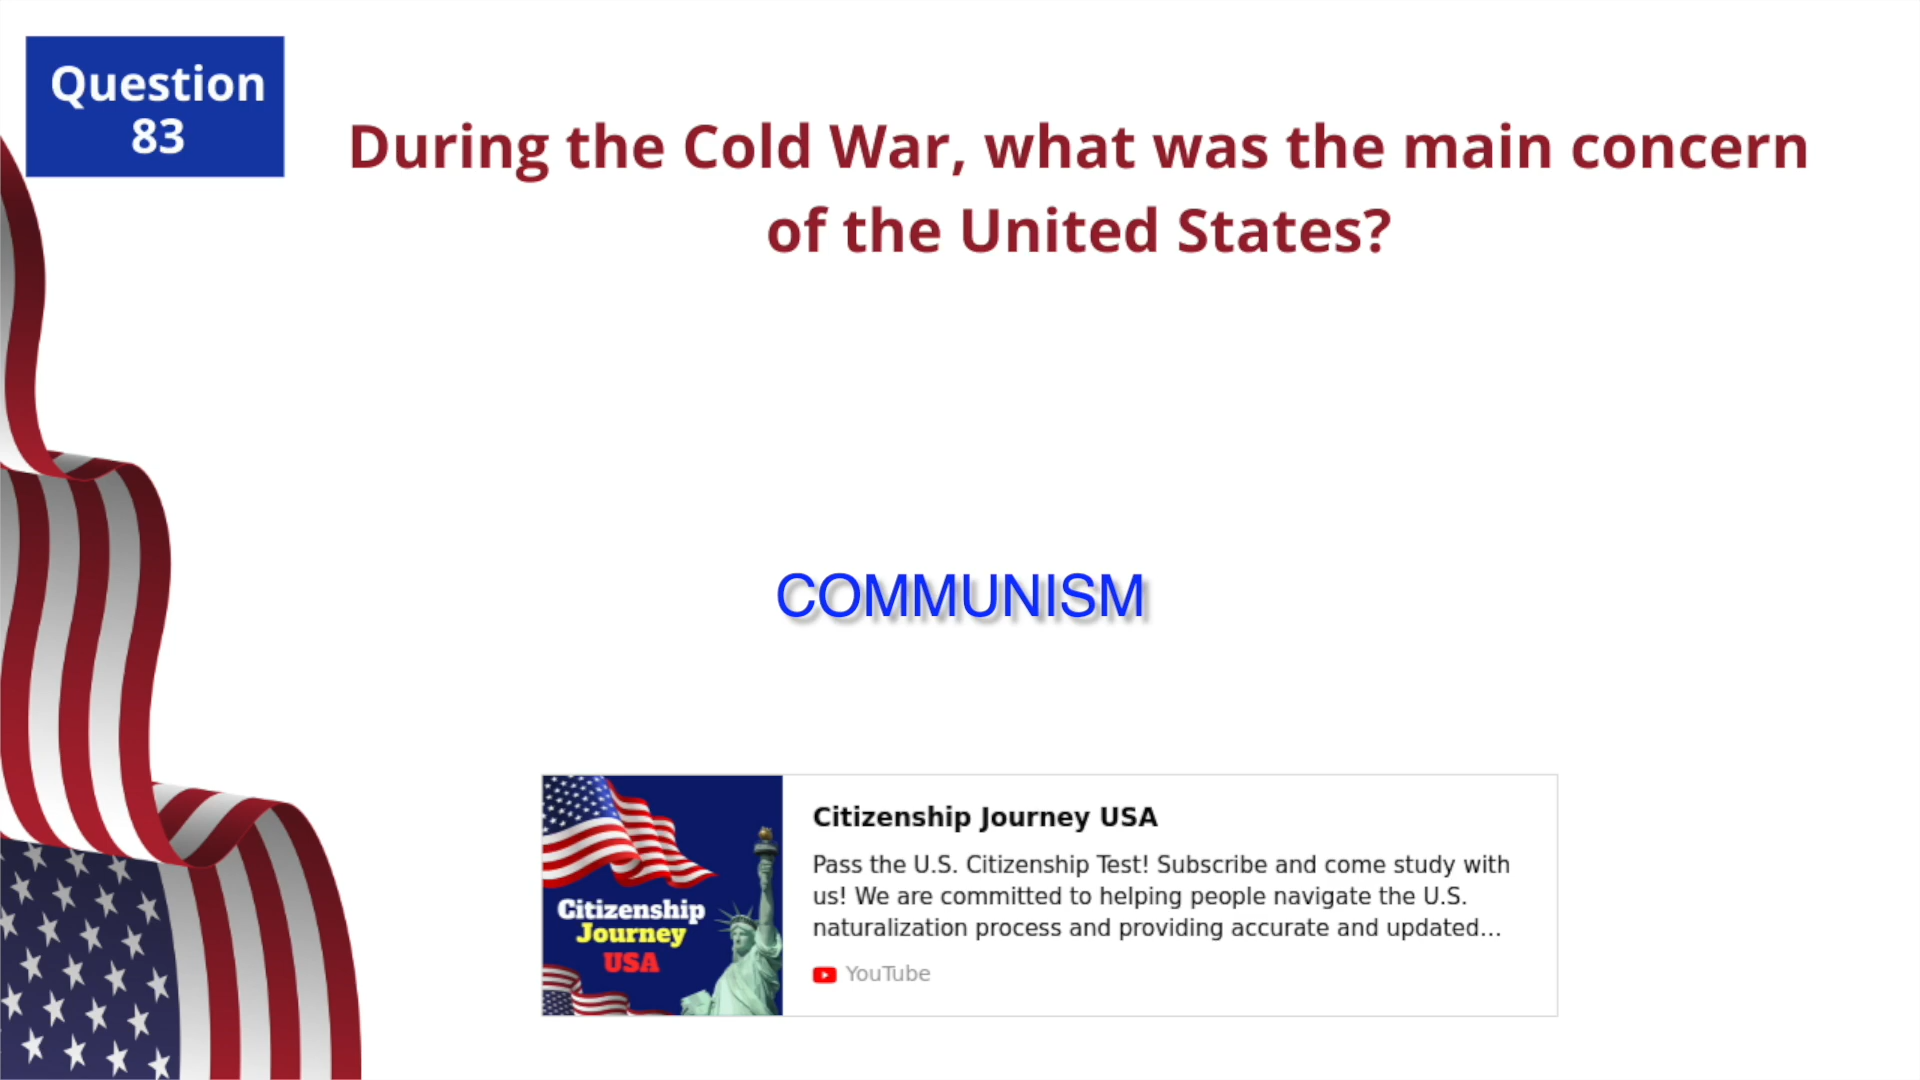 Question
83
During the Cold War, what was the main concern
of the United States?
COMMUNISM
Citizenship
Journey
USA
Citizenship Journey USA
Pass the U.S. Citizenship Test! Subscribe and come study with
us! We are committed to helping people navigate the U.S.
naturalization process and providing accurate and updated...
YouTube